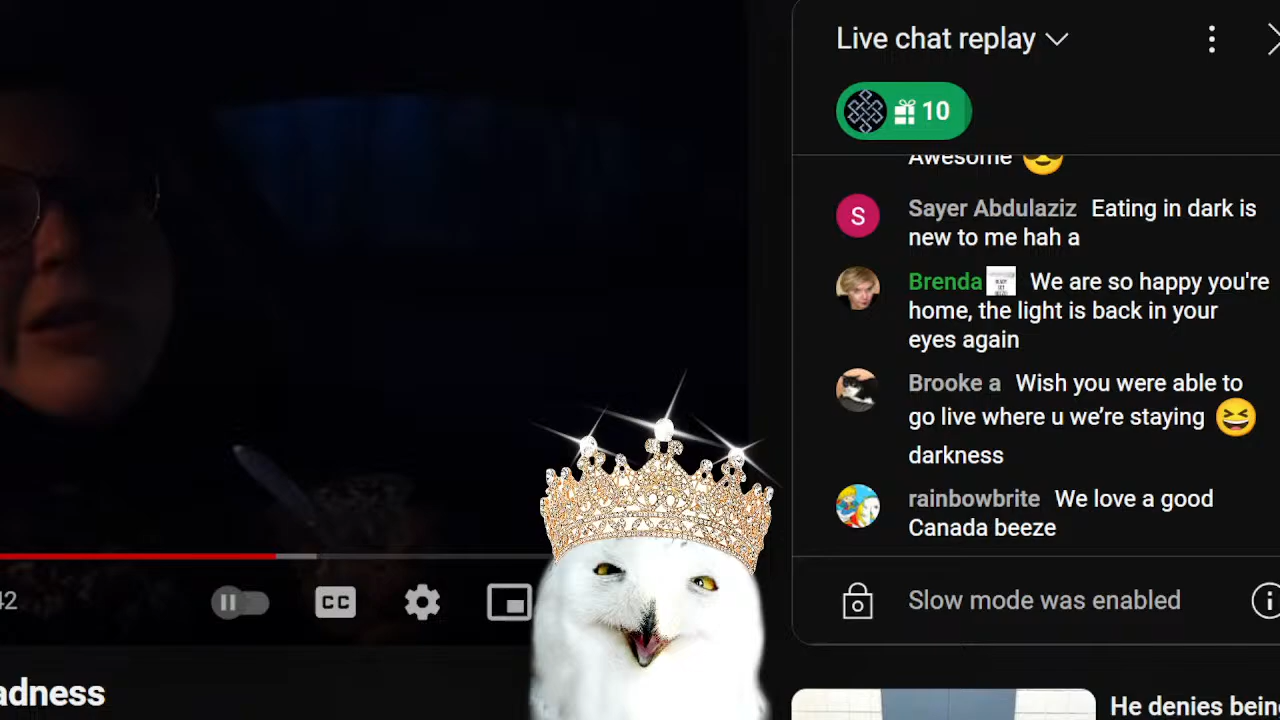 Live chat replay
10
Awesome
S
Sayer Abdulaziz Eating in dark is
new to me hah a
Brenda We are so happy you're
home, the light is back in your
eyes again
Brooke a Wish you were able to
go live where u we’re staying
darkness
rainbowbrite We love a good
Canada beeze
42
CC
Slow mode was enabled
adness
He denies bein